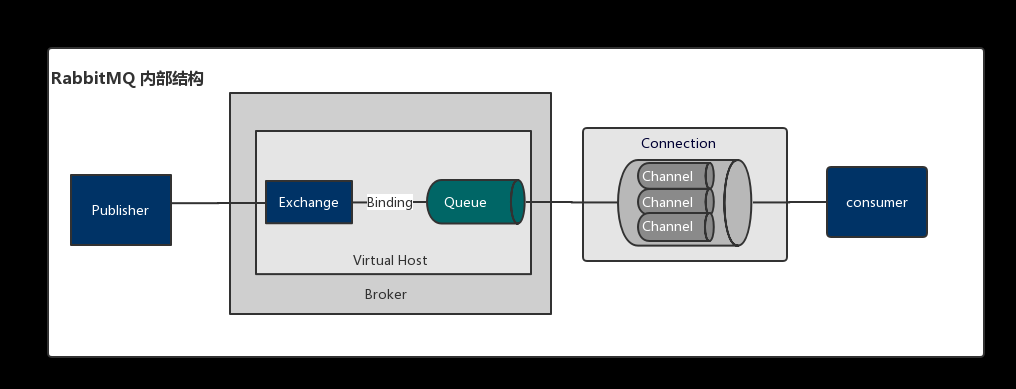 RabbitMQ 内部结构
Publisher
Exchange
Binding
Queue
Virtual Host
Broker
Connection
Channel
Channel
Channel
consumer